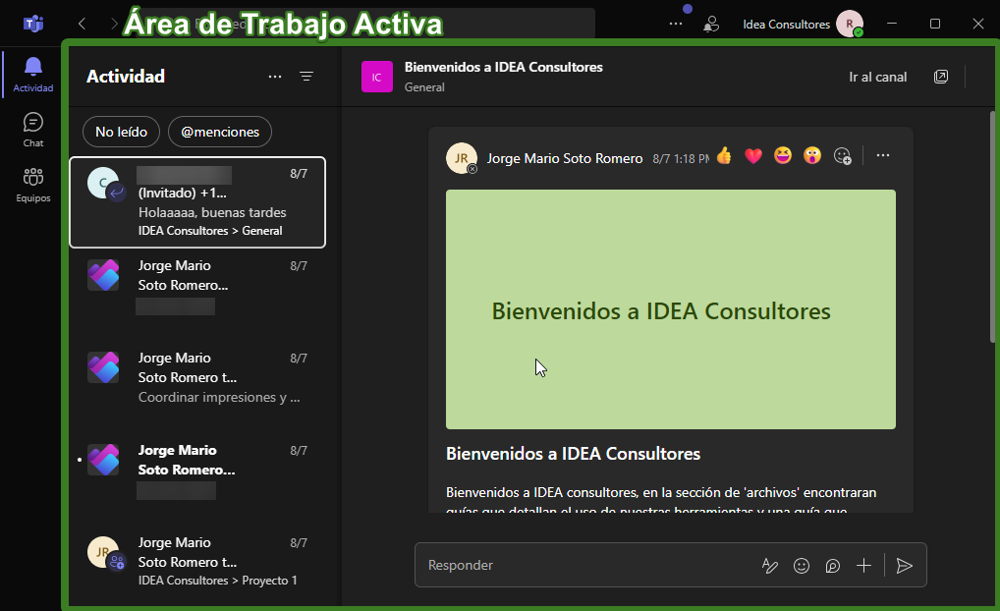 Área de Trabajo Activa
Idea Consultores
R
Actividad
Chat
Equipos
Actividad
No leído
@menciones
C
8/7
(Invitado) +1...
Holaaaaa, buenas tardes
IDEA Consultores > General
Jorge Mario
8/7
Soto Romero...
Jorge Mario
8/7
Soto Romero t...
Coordinar impresiones y ...
Jorge Mario
8/7
Soto Romero...
JR
Jorge Mario
8/7
Soto Romero t...
IDEA Consultores > Proyecto 1
IC
Bienvenidos a IDEA Consultores
General
Ir al canal
JR
Jorge Mario Soto Romero
8/7 1:18 PM
Bienvenidos a IDEA Consultores
Bienvenidos a IDEA Consultores
Bienvenidos a IDEA consultores, en la sección de 'archivos' encontraran
guías que detallan el uso de nuestras herramientas y una guía que
Responder